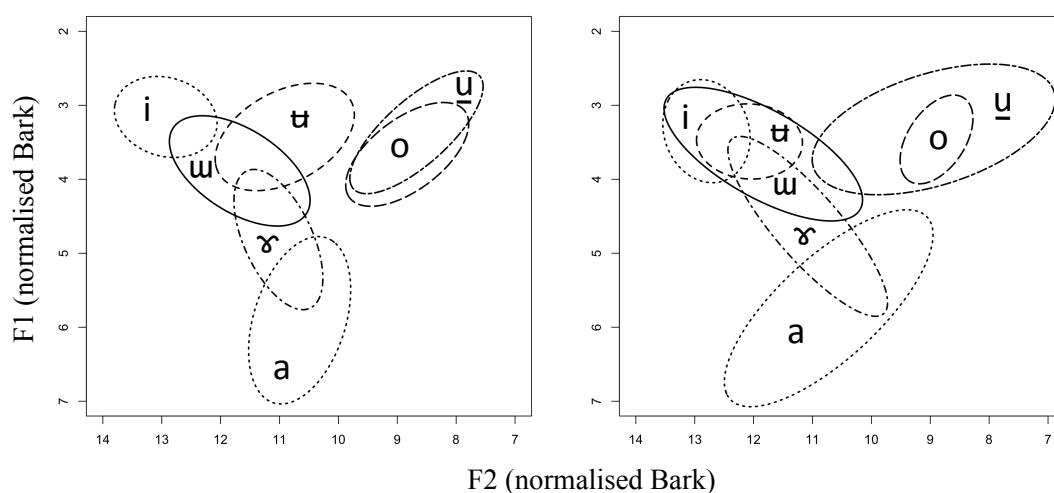 F1 (normalised Bark)
2
3
4
5
6
7
i
ʉ
ɯ
ɤ
a
u̠
o
14 13 12 11 10 9 8 7
2
3
4
5
6
7
i
ʉ
ɯ
ɤ
a
u̠
o
14 13 12 11 10 9 8 7
F2 (normalised Bark)